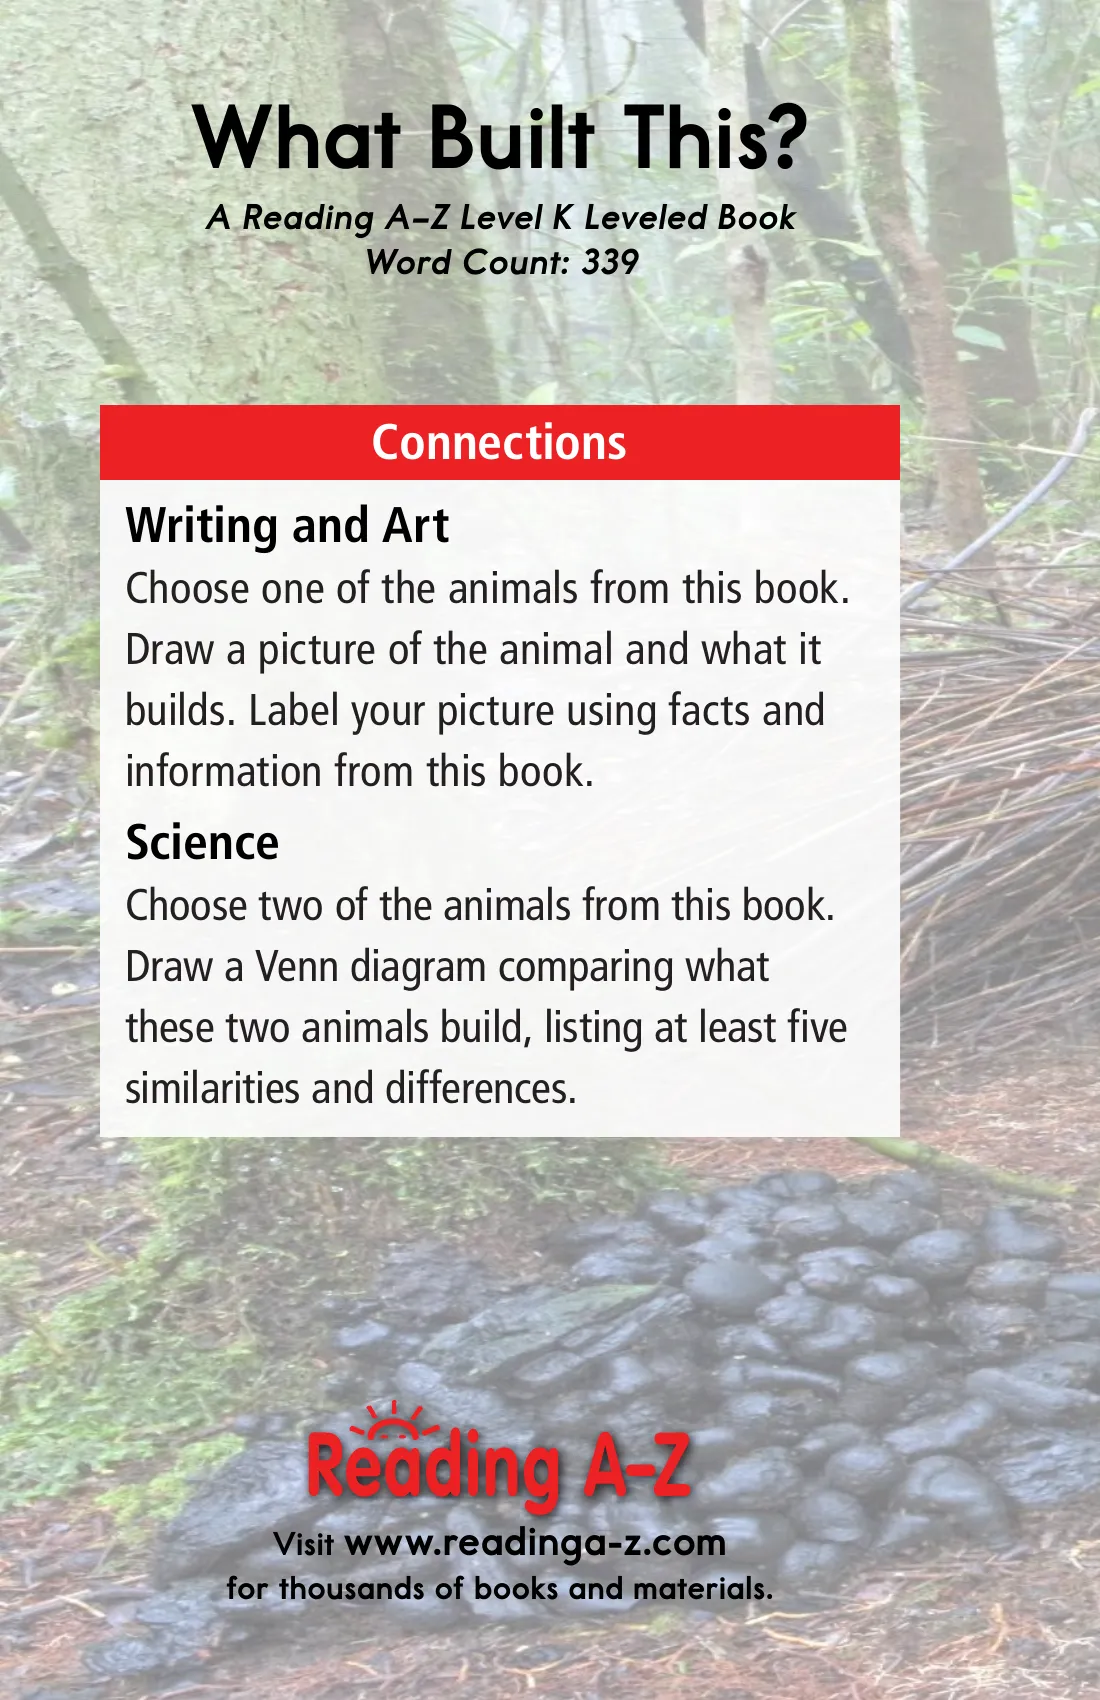 What Built This?
A Reading A–Z Level K Leveled Book
Word Count: 339
Connections
Writing and Art
Choose one of the animals from this book.
Draw a picture of the animal and what it
builds. Label your picture using facts and
information from this book.
Science
Choose two of the animals from this book.
Draw a Venn diagram comparing what
these two animals build, listing at least five
similarities and differences.
Reading A–Z
Visit www.readinga-z.com
for thousands of books and materials.